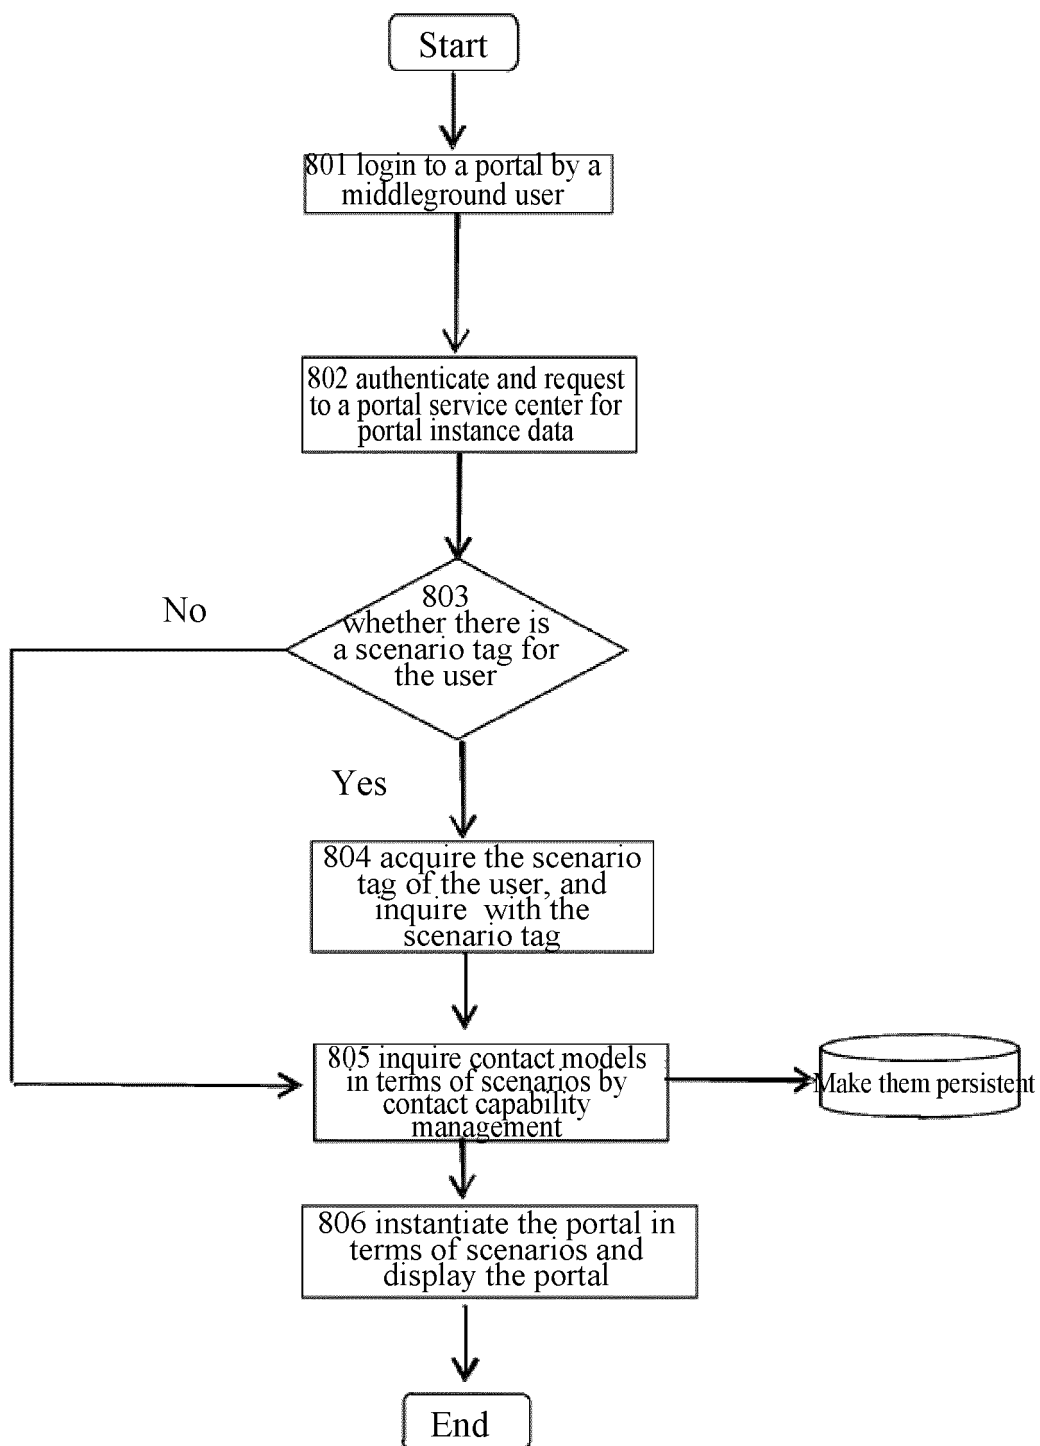 Start
801 login to a portal by a
middleground user
802 authenticate and request
to a portal service center for
portal instance data
803
whether there is
a scenario tag for
the user
No
Yes
804 acquire the scenario
tag of the user, and
inquire with the
scenario tag
805 inquire contact models
in terms of scenarios by
contact capability
management
Make them persistent
806 instantiate the portal in
terms of scenarios and
display the portal
End